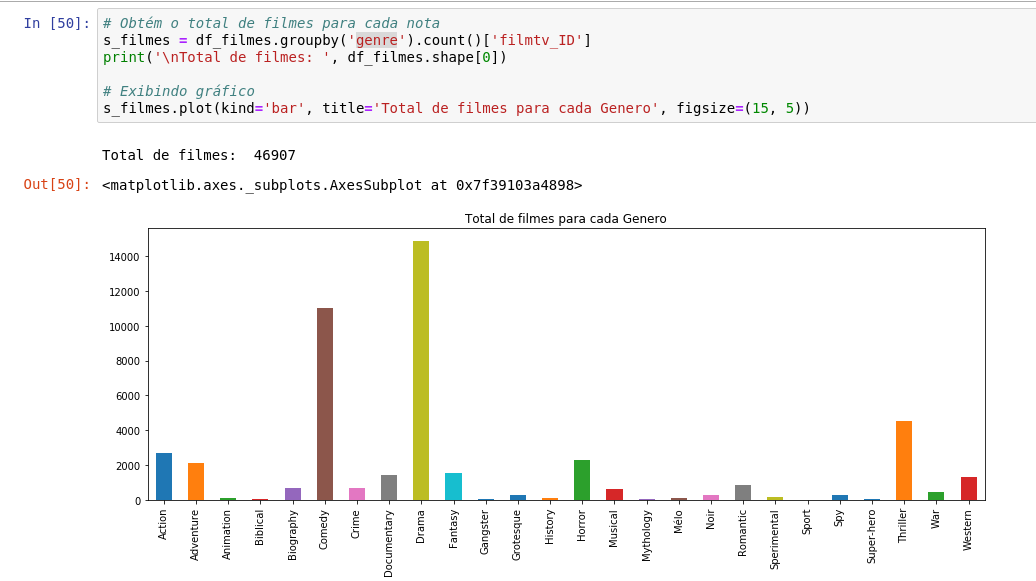 In [50]: # Obtém o total de filmes para cada nota
s_filmes = df_filmes.groupby('genre').count()['filmtv_ID']
print('\nTotal de filmes: ', df_filmes.shape[0])
# Exibindo gráfico
s_filmes.plot(kind='bar', title='Total de filmes para cada Genero', figsize=(15, 5))
Total de filmes:  46907
Out[50]: <matplotlib.axes._subplots.AxesSubplot at 0x7f39103a4898>
Total de filmes para cada Genero
14000
12000
10000
8000
6000
4000
2000
0
Action
Adventure
Animation
Biblical
Biography
Comedy
Crime
Documentary
Drama
Fantasy
Gangster
Grotesque
History
Horror
Musical
Mythology
Mélo
Noir
Romantic
Sperimental
Sport
Spy
Super-hero
Thriller
War
Western